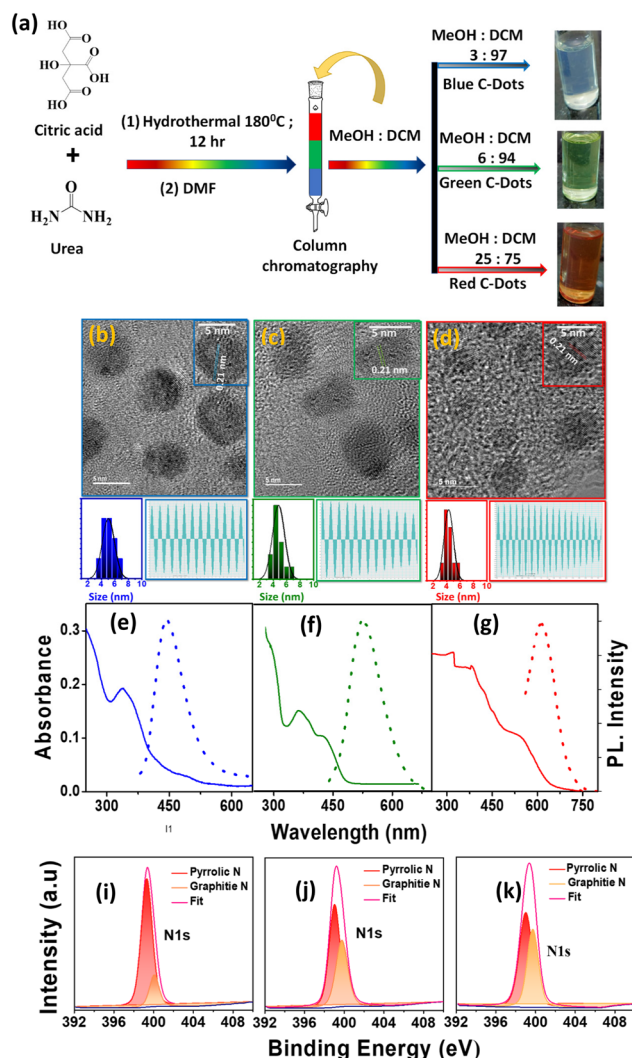 (a)
O
OH
HO
O
OH
O
HO
Citric acid
+
O
H₂N
NH₂
Urea
(1) Hydrothermal 180⁰C ;
12 hr
(2) DMF
Column
chromatography
MeOH : DCM
MeOH : DCM
3 : 97
Blue C-Dots
MeOH : DCM
6 : 94
Green C-Dots
MeOH : DCM
25 : 75
Red C-Dots
(b)
5 nm
0.21 nm
5 nm
(c)
5 nm
0.21 nm
5 nm
(d)
5 nm
0.21 nm
5 nm
2 4 6 8 10
Size (nm)
2 4 6 8 10
Size (nm)
2 4 6 8 10
Size (nm)
(e)
(f)
(g)
Absorbance
0.3
0.2
0.1
0.0
PL. Intensity
300 450 600
300 450 600
300 450 600 750
I1
Wavelength (nm)
Intensity (a.u)
(i)
Pyrrolic N
Graphitie N
Fit
N1s
(j)
Pyrrolic N
Graphitie N
Fit
N1s
(k)
Pyrrolic N
Graphitie N
Fit
N1s
392 396 400 404 408
392 396 400 404 408
392 396 400 404 408
Binding Energy (eV)